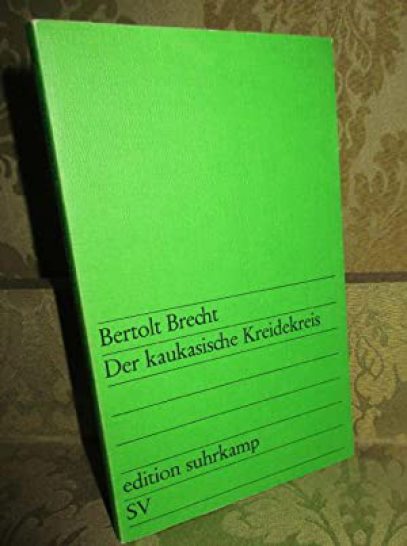 Bertolt Brecht
Der kaukasische Kreidekreis
edition suhrkamp
SV